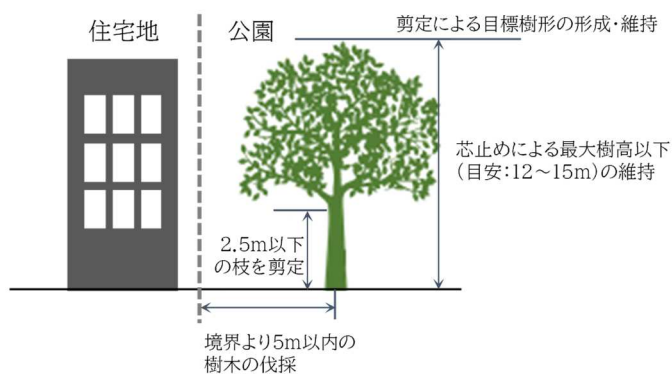 住宅地
公園
剪定による目標樹形の形成・維持
芯止めによる最大樹高以下
(目安:12～15m)の維持
2.5m以下
の枝を剪定
境界より5m以内の
樹木の伐採